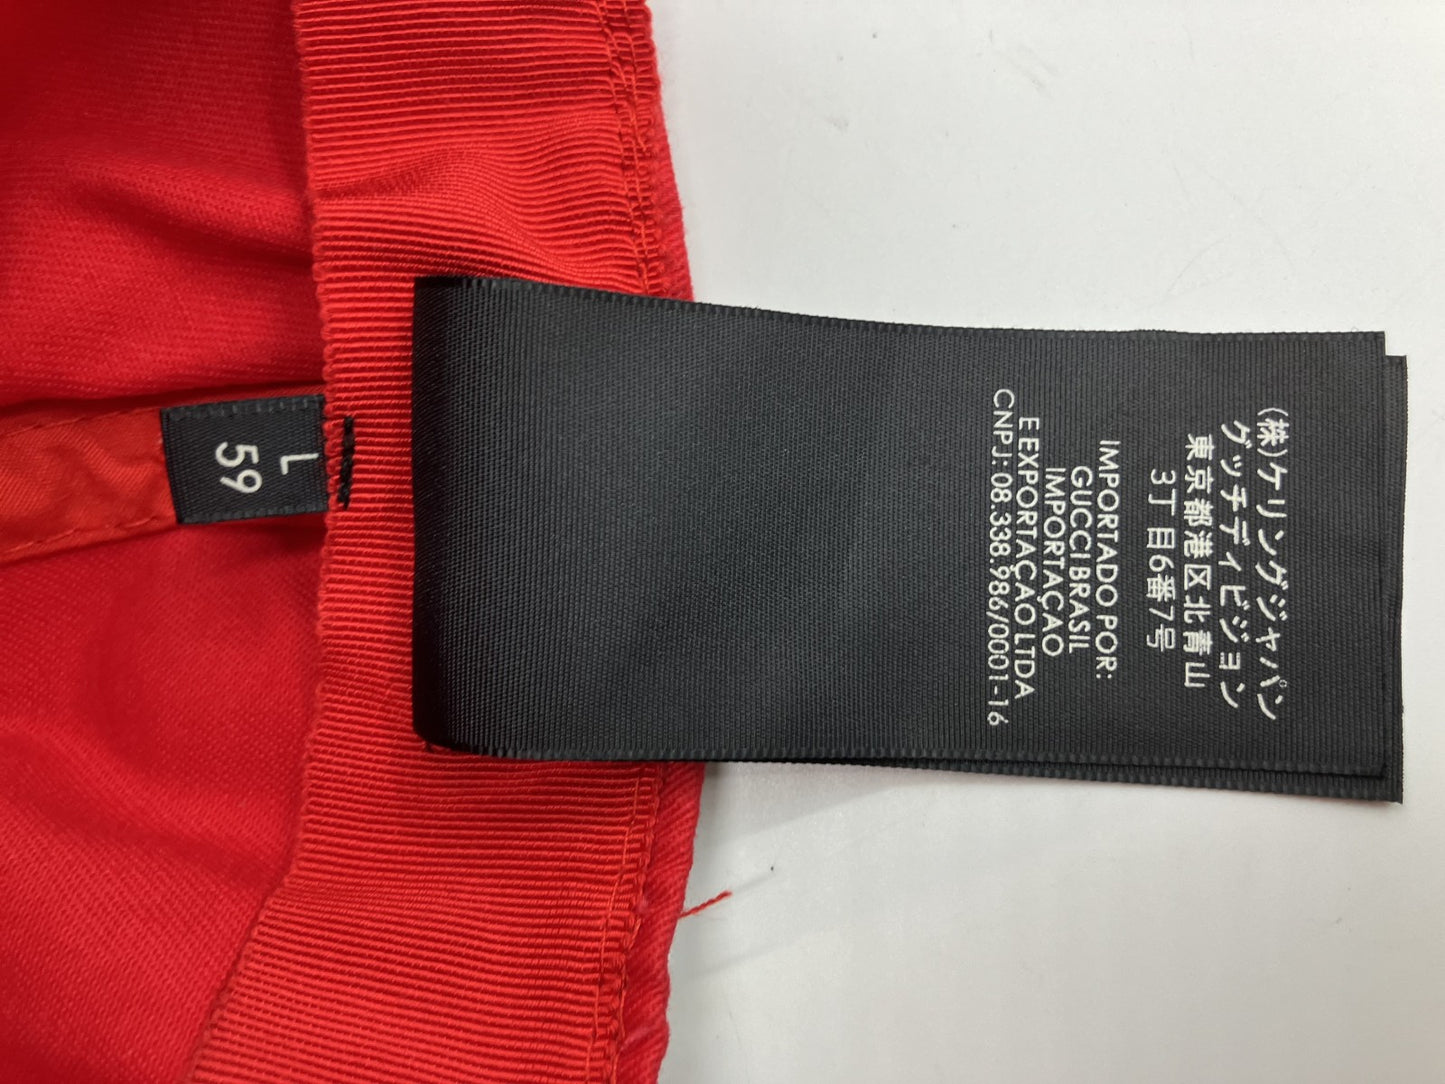 (株)ケリングジャパン
グッチディビジョン
東京都港区北青山
3丁目6番7号
IMPORTADO POR:
GUCCI BRASIL
IMPORTAÇAO
E EXPORTAÇAO LTDA
CNPJ: 08.338.986/0001-16
L
59